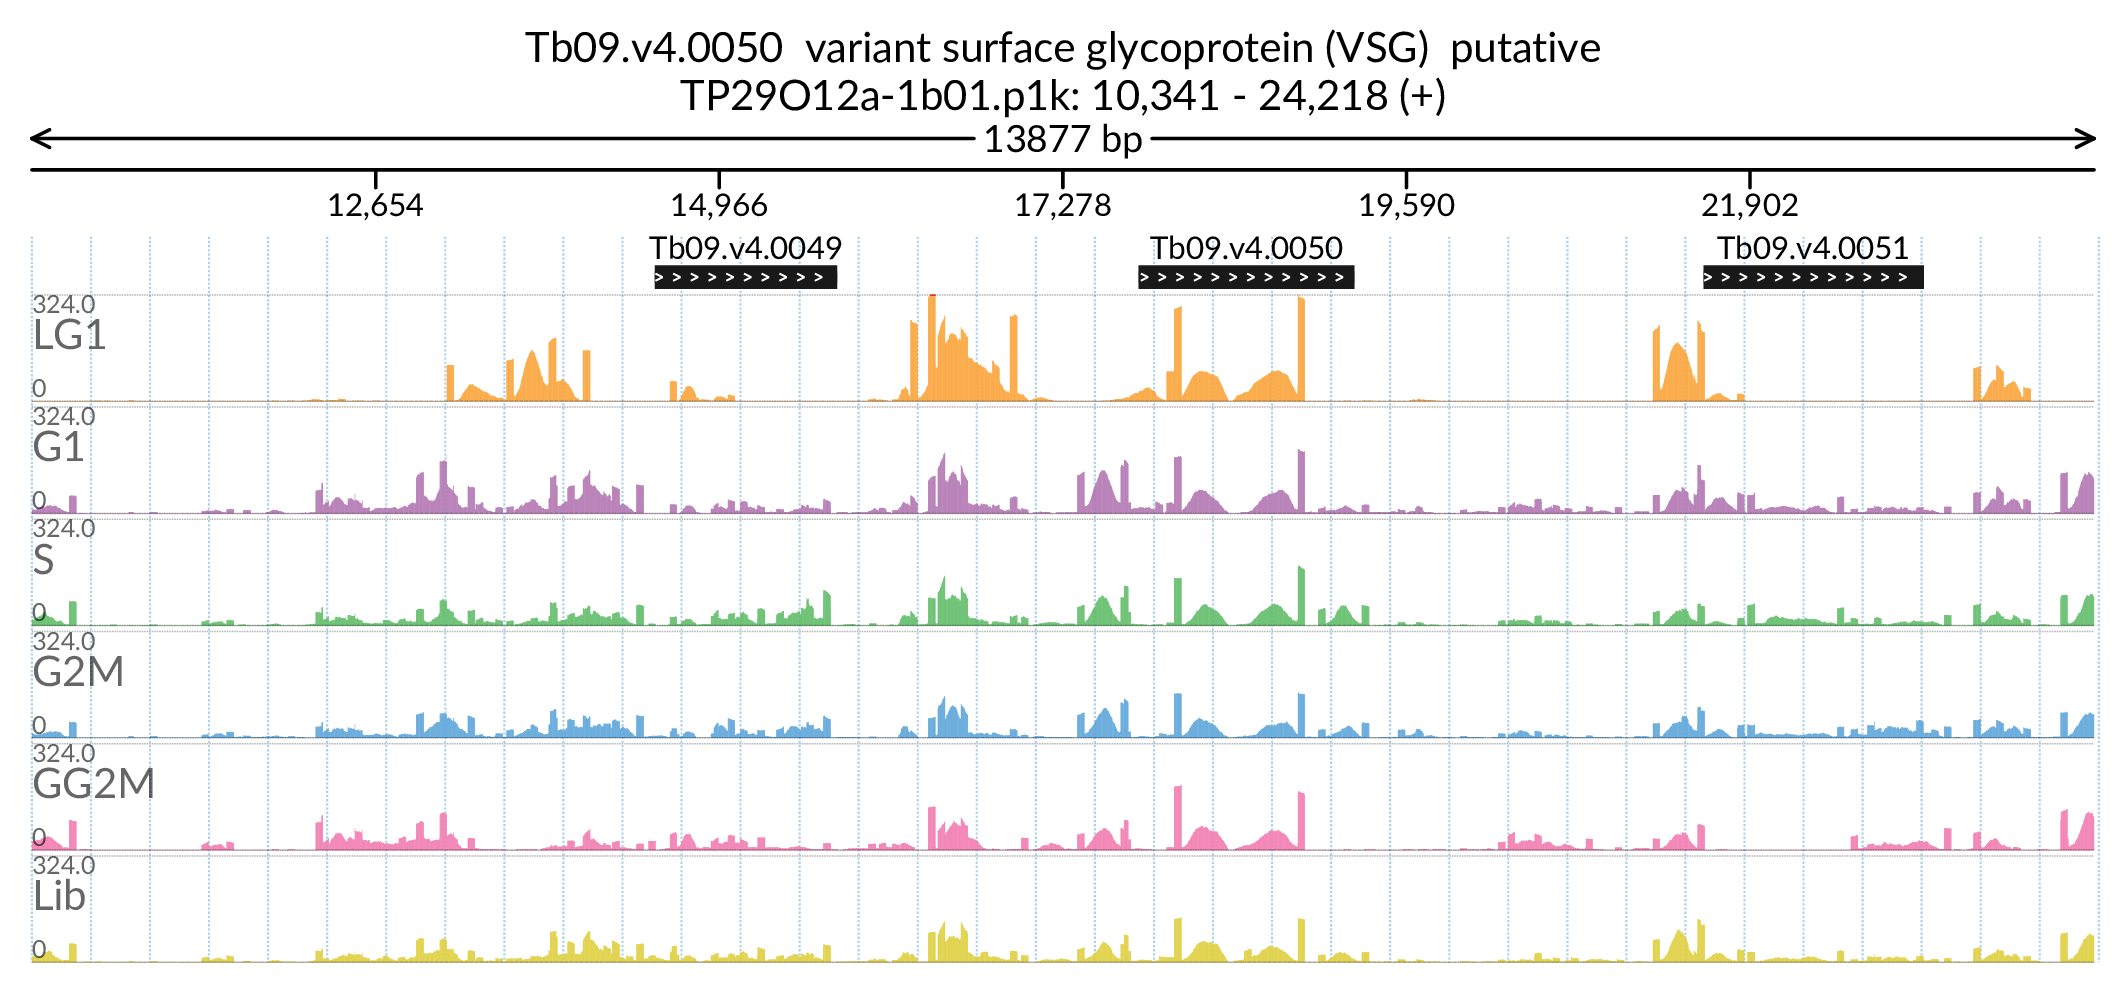 Tb09.v4.0050  variant surface glycoprotein (VSG)  putative
TP29O12a-1b01.p1k: 10,341 - 24,218 (+)
13877 bp
12,654 14,966 17,278 19,590 21,902
Tb09.v4.0049 Tb09.v4.0050 Tb09.v4.0051
324.0
LG1
0
324.0
G1
0
324.0
S
0
324.0
G2M
0
324.0
GG2M
0
324.0
Lib
0